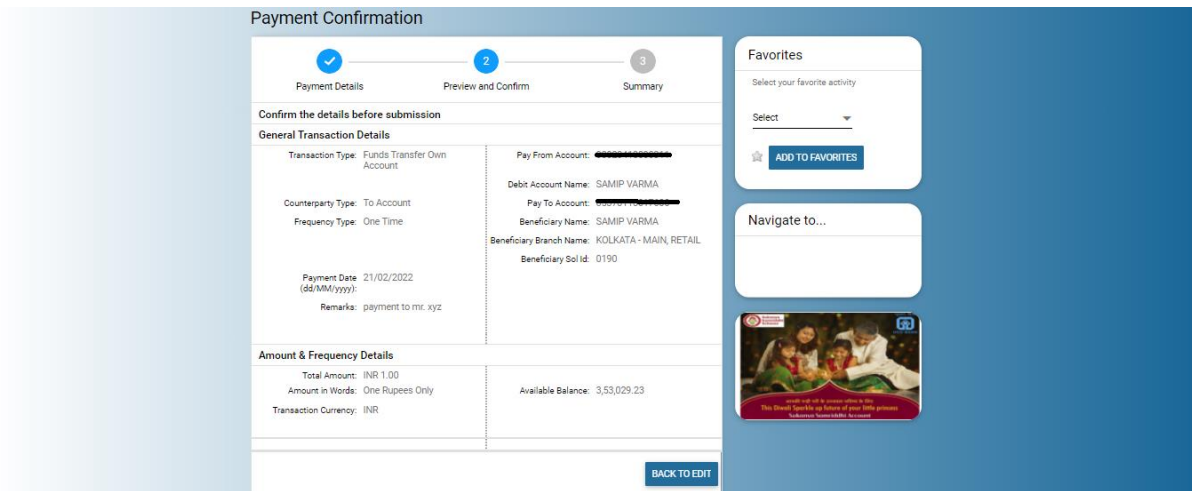 Payment Confirmation
2
3
Payment Details
Preview and Confirm
Summary
Confirm the details before submission
General Transaction Details
Transaction Type: Funds Transfer Own
Account
Counterparty Type: To Account
Frequency Type: One Time
Payment Date 21/02/2022
(dd/MM/yyyy):
Remarks: payment to mr. xyz
Pay From Account:
Debit Account Name: SAMIP VARMA
Pay To Account:
Beneficiary Name: SAMIP VARMA
Beneficiary Branch Name: KOLKATA - MAIN, RETAIL
Beneficiary Sol Id: 0190
Amount & Frequency Details
Total Amount: INR 1.00
Amount in Words: One Rupees Only
Transaction Currency: INR
Available Balance: 3,53,029.23
BACK TO EDIT
Favorites
Select your favorite activity
Select
ADD TO FAVORITES
Navigate to...
This Diwali Sparkle up future of your little princess
Sukanya Samriddhi Account